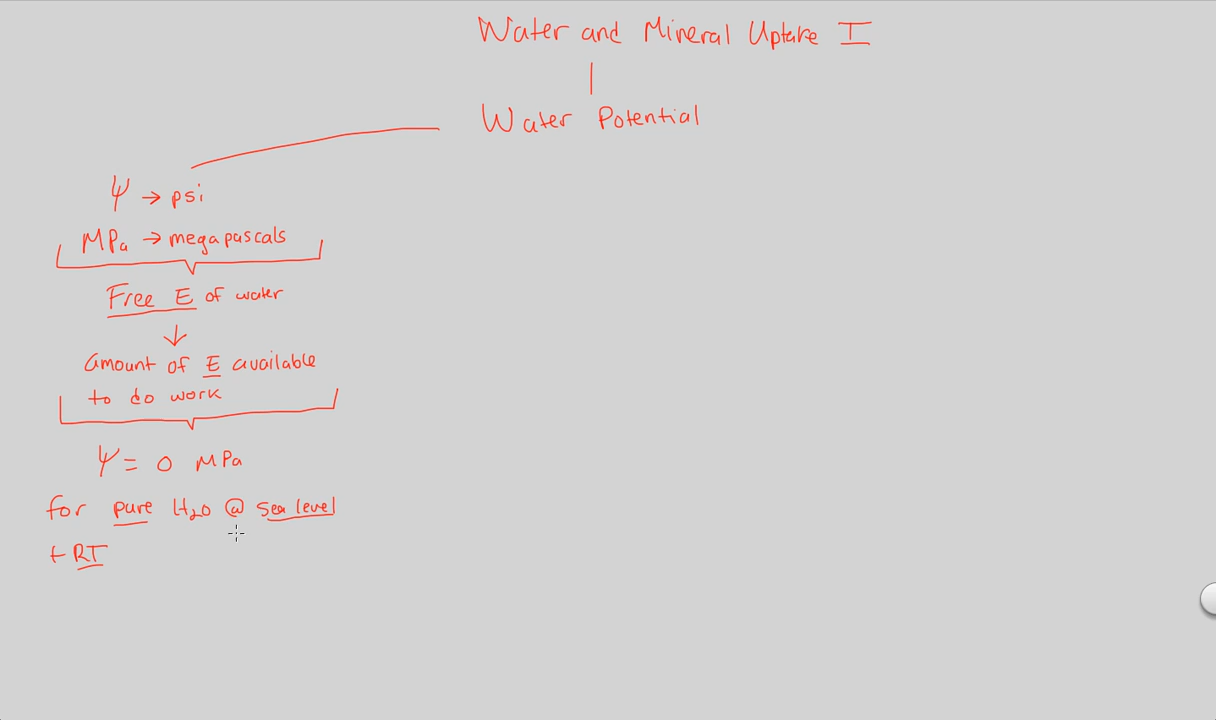 Water and Mineral Uptake I
Water Potential
Ψ → psi
MPa → megapascals
Free E of water
↓
amount of E available
to do work
Ψ = 0 MPa
for pure H₂O @ sea level
+ RT